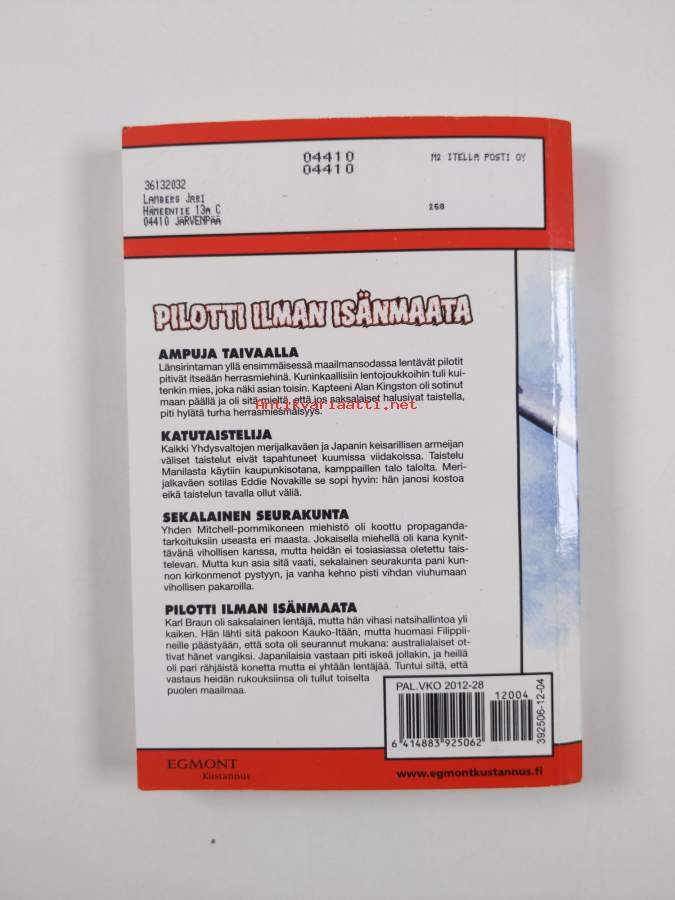 04410
04410
M2 ITELLA POSTI OY
36132032
LAMBERG JARI
HÄMEENTIE 13A C
04410 JÄRVENPÄÄ
268
PILOTTI ILMAN ISÄNMAATA
AMPUJA TAIVAALLA
Länsirintaman yllä ensimmäisessä maailmansodassa lentävät pilotit
pitivät itseään herrasmiehinä. Kuninkaallisiin lentojoukkoihin tuli kui-
tenkin mies, joka näki asian toisin. Kapteeni Alan Kingston oli sotinut
maan päällä ja oli sitä mieltä, että jos saksalaiset halusivat taistella,
piti hylätä turha herrasmiesmäisyys.
Antikvariaatti.net
KATUTAISTELIJA
Kaikki Yhdysvaltojen merijalkaväen ja Japanin keisarillisen armeijan
väliset taistelut eivät tapahtuneet kuumissa viidakoissa. Taistelu
Manilasta käytiin kaupunkisotana, kamppaillen talo talolta. Meri-
jalkaväen sotilas Eddie Novakille se sopi hyvin: hän janosi kostoa
eikä taistelun tavalla ollut väliä.
SEKALAINEN SEURAKUNTA
Yhden Mitchell-pommikoneen miehistö oli koottu propaganda-
tarkoituksiin useasta eri maasta. Jokaisella miehellä oli kana kynit-
tävänä vihollisen kanssa, mutta heidän ei tosiasiassa oletettu tais-
televan. Mutta kun asia sitä vaati, sekalainen seurakunta pani kun-
non kirkonmenot pystyyn, ja vanha kehno pisti vihdan viuhumaan
vihollisen pakaroilla.
PILOTTI ILMAN ISÄNMAATA
Karl Braun oli saksalainen lentäjä, mutta hän vihasi natsihallintoa yli
kaiken. Hän lähti sitä pakoon Kauko-Itään, mutta huomasi Filippii-
neille päästyään, että sota oli seurannut mukana: australialaiset ot-
tivat hänet vangiksi. Japanilaisia vastaan piti iskeä jollakin, ja heillä
oli pari rähjäistä konetta mutta ei yhtään lentäjää. Tuntui siltä, että
vastaus heidän rukouksiinsa oli tullut toiselta
puolen maailmaa.
PAL.VKO 2012-28
12004
6 414883 925062
392506-12-04
EGMONT
Kustannus
www.egmontkustannus.fi